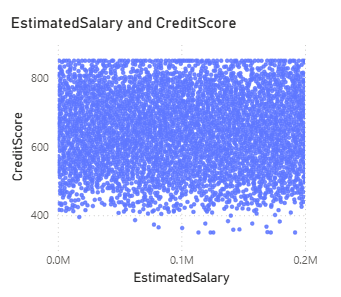 EstimatedSalary and CreditScore
800
600
400
CreditScore
0.0M 0.1M 0.2M
EstimatedSalary